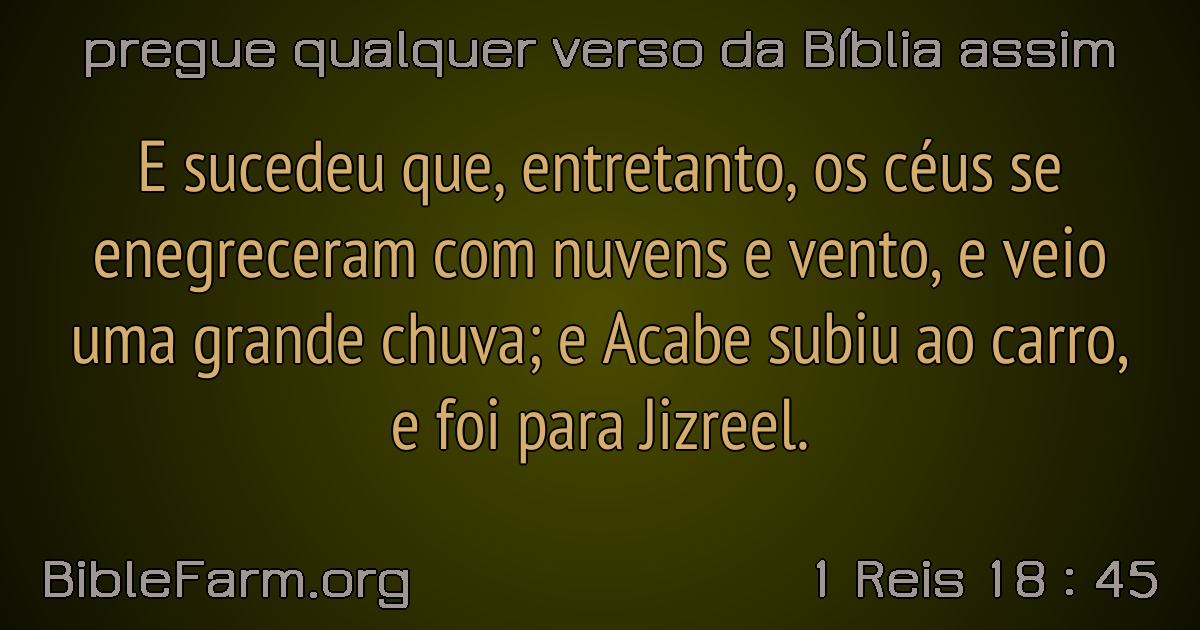 pregue qualquer verso da Bíblia assim
E sucedeu que, entretanto, os céus se
enegreceram com nuvens e vento, e veio
uma grande chuva; e Acabe subiu ao carro,
e foi para Jizreel.
BibleFarm.org
1 Reis 18 : 45